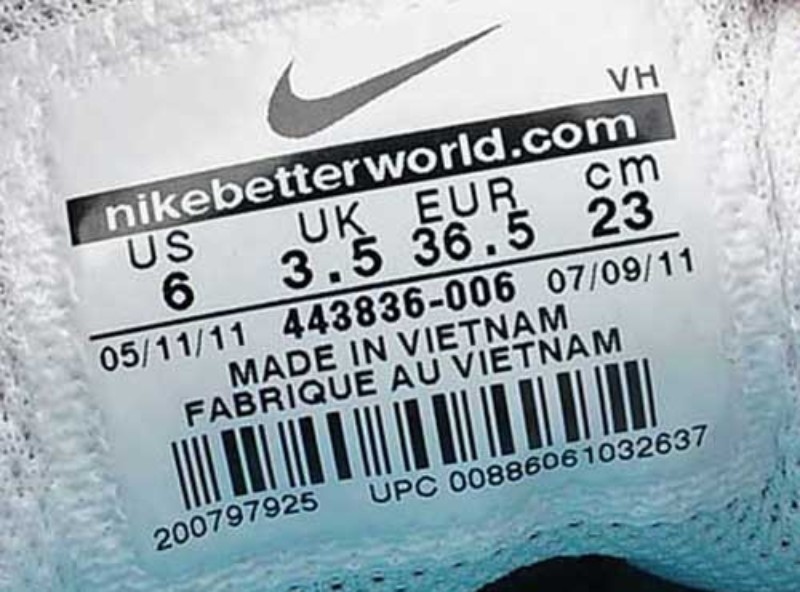 VH
nikebetterworld.com
US UK EUR cm
6 3.5 36.5 23
05/11/11 443836-006 07/09/11
MADE IN VIETNAM
FABRIQUE AU VIETNAM
200797925 UPC 00886061032637